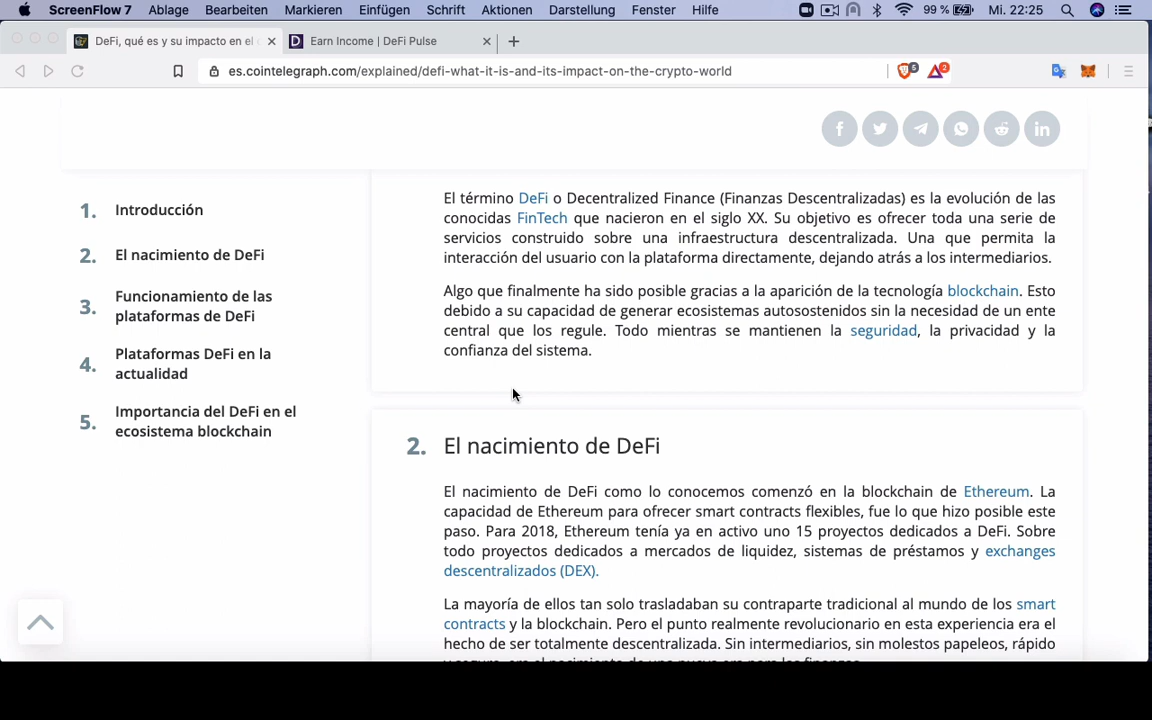 ScreenFlow 7 Ablage Bearbeiten Markieren Einfügen Schrift Aktionen Darstellung Fenster Hilfe 99 % Mi. 22:25
DeFi, qué es y su impacto en el Earn Income | DeFi Pulse
es.cointelegraph.com/explained/defi-what-it-is-and-its-impact-on-the-crypto-world 5 2
1. Introducción
2. El nacimiento de DeFi
3. Funcionamiento de las
plataformas de DeFi
4. Plataformas DeFi en la
actualidad
5. Importancia del DeFi en el
ecosistema blockchain
El término DeFi o Decentralized Finance (Finanzas Descentralizadas) es la evolución de las
conocidas FinTech que nacieron en el siglo XX. Su objetivo es ofrecer toda una serie de
servicios construido sobre una infraestructura descentralizada. Una que permita la
interacción del usuario con la plataforma directamente, dejando atrás a los intermediarios.
Algo que finalmente ha sido posible gracias a la aparición de la tecnología blockchain. Esto
debido a su capacidad de generar ecosistemas autosostenidos sin la necesidad de un ente
central que los regule. Todo mientras se mantienen la seguridad, la privacidad y la
confianza del sistema.
2. El nacimiento de DeFi
El nacimiento de DeFi como lo conocemos comenzó en la blockchain de Ethereum. La
capacidad de Ethereum para ofrecer smart contracts flexibles, fue lo que hizo posible este
paso. Para 2018, Ethereum tenía ya en activo uno 15 proyectos dedicados a DeFi. Sobre
todo proyectos dedicados a mercados de liquidez, sistemas de préstamos y exchanges
descentralizados (DEX).
La mayoría de ellos tan solo trasladaban su contraparte tradicional al mundo de los smart
contracts y la blockchain. Pero el punto realmente revolucionario en esta experiencia era el
hecho de ser totalmente descentralizada. Sin intermediarios, sin molestos papeleos, rápido